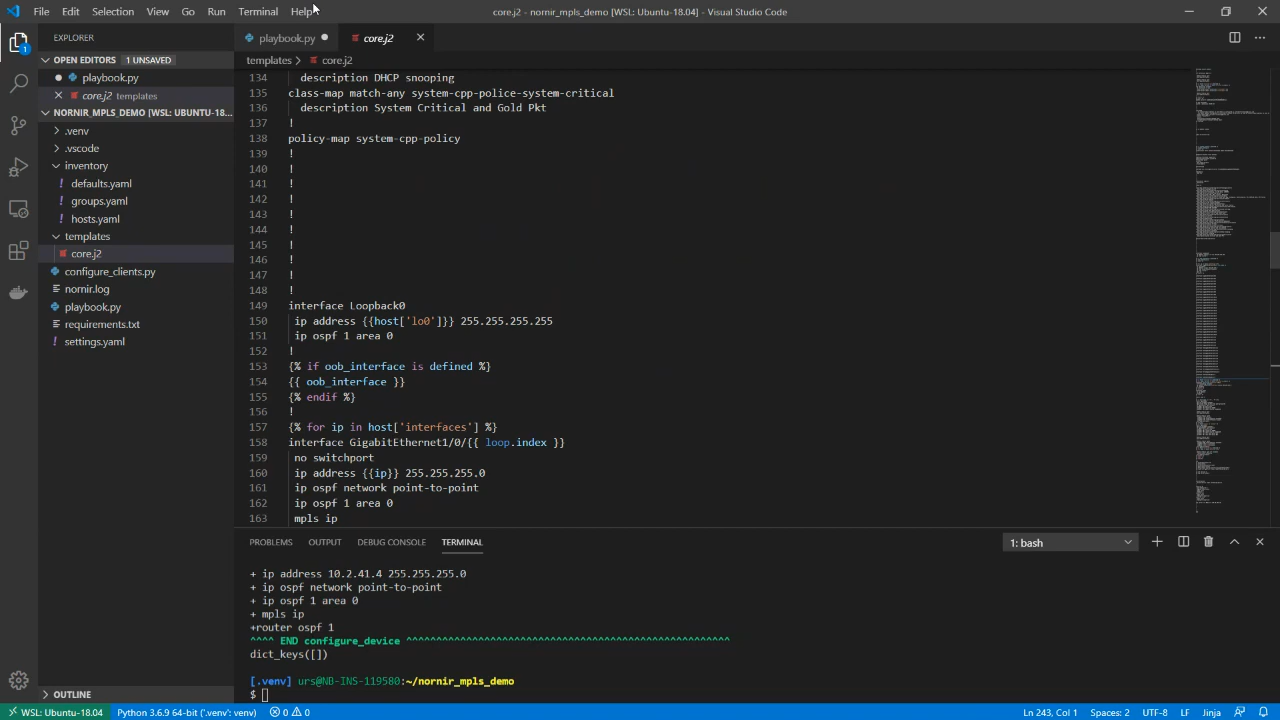 File Edit Selection View Go Run Terminal Help core.j2 - nornir_mpls_demo [WSL: Ubuntu-18.04] - Visual Studio Code
EXPLORER
OPEN EDITORS 1 UNSAVED
playbook.py
core.j2 templates
NORNIR_MPLS_DEMO [WSL: UBUNTU-18...
.venv
.vscode
inventory
defaults.yaml
groups.yaml
hosts.yaml
templates
core.j2
configure_clients.py
nornir.log
playbook.py
requirements.txt
settings.yaml
OUTLINE
1
playbook.py core.j2
templates > core.j2
134 description DHCP snooping
135 class-map match-any system-cpp-police-system-critical
136 description System Critical and Gold Pkt
137 !
138 policy-map system-cpp-policy
139 !
140 !
141 !
142 !
143 !
144 !
145 !
146 !
147 !
148 !
149 interface Loopback0
150 ip address {{host['lo0']}} 255.255.255.255
151 ip ospf 1 area 0
152 !
153 {% if oob_interface is defined %}
154 {{ oob_interface }}
155 {% endif %}
156 !
157 {% for ip in host['interfaces'] %}
158 interface GigabitEthernet1/0/{{ loop.index }}
159 no switchport
160 ip address {{ip}} 255.255.255.0
161 ip ospf network point-to-point
162 ip ospf 1 area 0
163 mpls ip
PROBLEMS OUTPUT DEBUG CONSOLE TERMINAL 1: bash
+ ip address 10.2.41.4 255.255.255.0
+ ip ospf network point-to-point
+ ip ospf 1 area 0
+ mpls ip
+router ospf 1
^^^^ END configure_device ^^^^^^^^^^^^^^^^^^^^^^^^^^^^^^^^^^^^^^^^^^^^^^^^^^^^^^
dict_keys([])
[.venv] urs@NB-INS-119580:~/nornir_mpls_demo
$
WSL: Ubuntu-18.04 Python 3.6.9 64-bit ('.venv': venv) 0 0 Ln 243, Col 1 Spaces: 2 UTF-8 LF Jinja